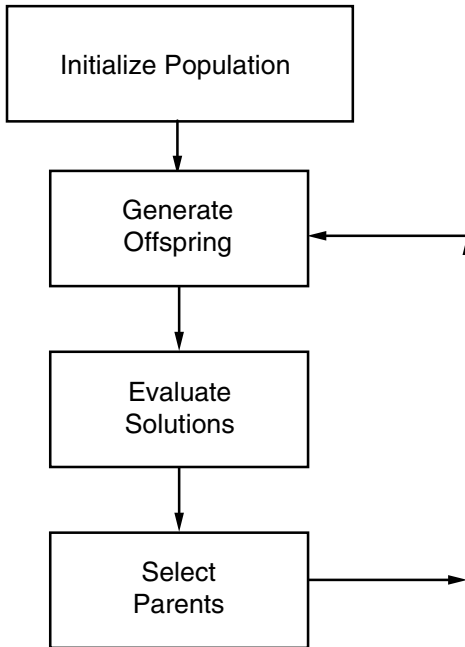 Initialize Population
Generate
Offspring
Evaluate
Solutions
Select
Parents